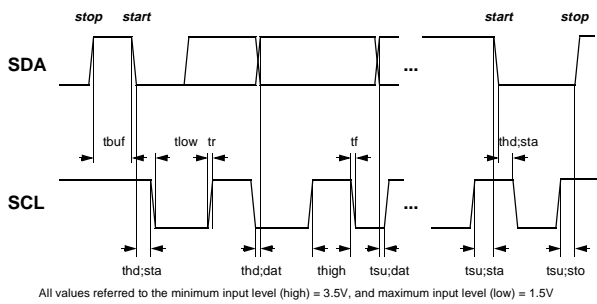 stop start start stop
SDA
...
tbuf tlow tr tf thd;sta
SCL
...
thd;sta thd;dat thigh tsu;dat tsu;sta tsu;sto
All values referred to the minimum input level (high) = 3.5V, and maximum input level (low) = 1.5V